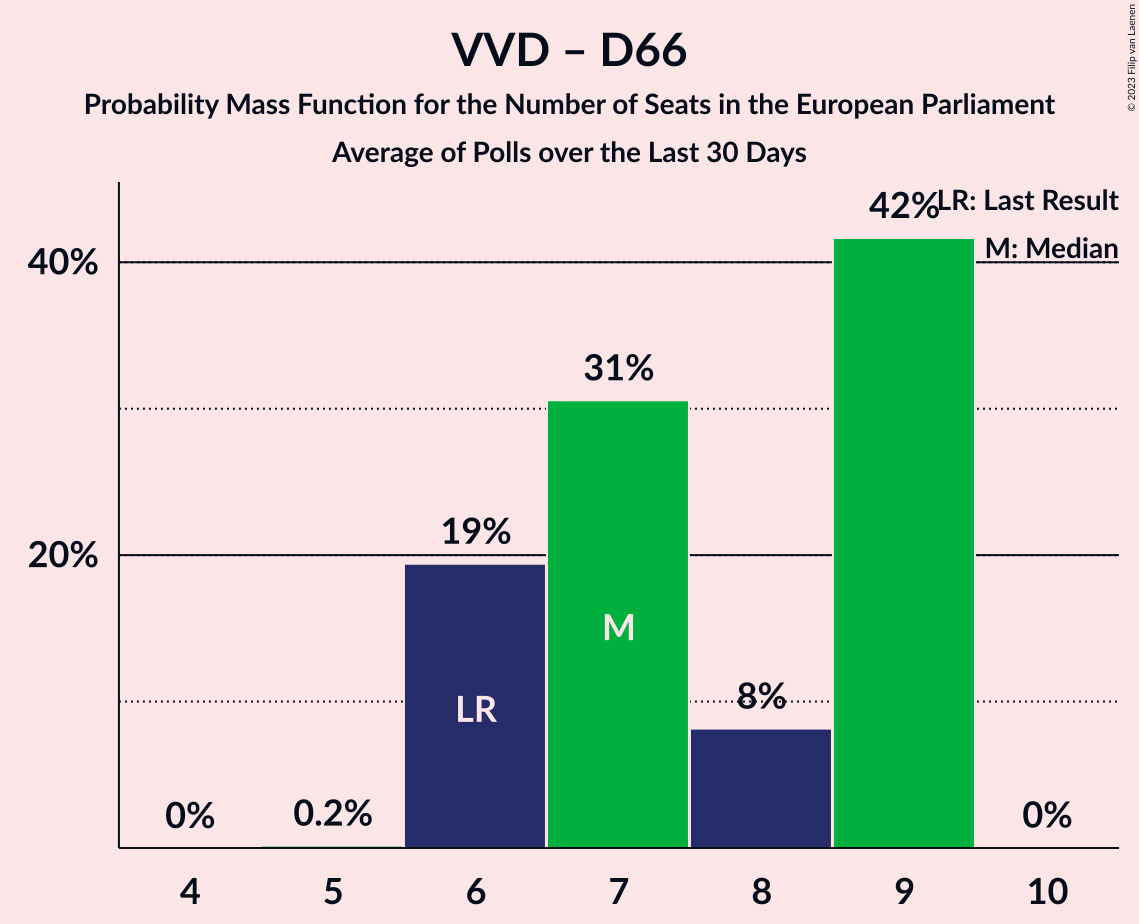 VVD – D66
Probability Mass Function for the Number of Seats in the European Parliament
Average of Polls over the Last 30 Days
© 2023 Filip van Laenen
LR: Last Result
M: Median
40%
20%
0%
0.2%
19%
31%
8%
42%
0%
LR
M
4 5 6 7 8 9 10